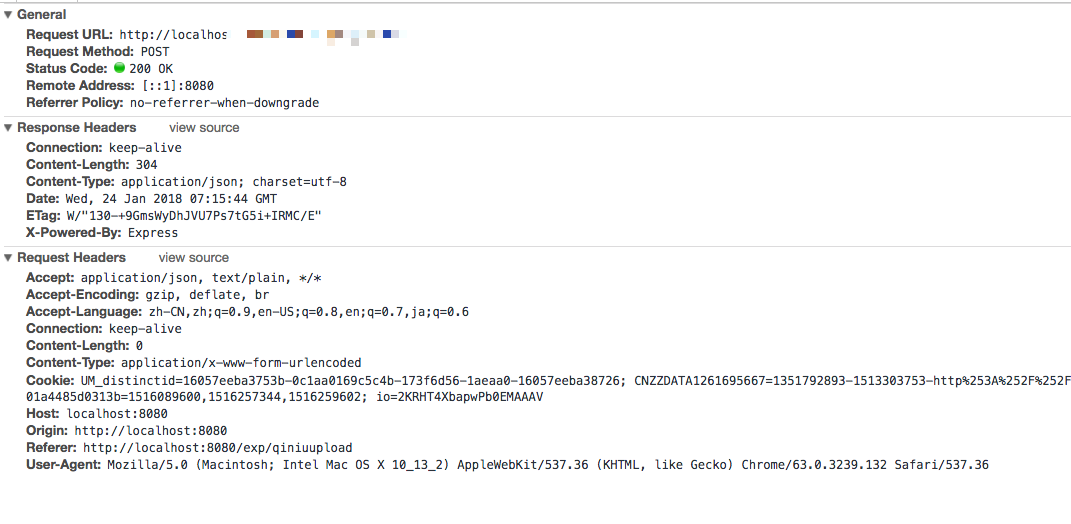 General
Request URL: http://localhos
Request Method: POST
Status Code: 200 OK
Remote Address: [::1]:8080
Referrer Policy: no-referrer-when-downgrade
Response Headers view source
Connection: keep-alive
Content-Length: 304
Content-Type: application/json; charset=utf-8
Date: Wed, 24 Jan 2018 07:15:44 GMT
ETag: W/"130-+9GmsWyDhJVU7Ps7tG5i+IRMC/E"
X-Powered-By: Express
Request Headers view source
Accept: application/json, text/plain, */*
Accept-Encoding: gzip, deflate, br
Accept-Language: zh-CN,zh;q=0.9,en-US;q=0.8,en;q=0.7,ja;q=0.6
Connection: keep-alive
Content-Length: 0
Content-Type: application/x-www-form-urlencoded
Cookie: UM_distinctid=16057eeba3753b-0c1aa0169c5c4b-173f6d56-1aeaa0-16057eeba38726; CNZZDATA1261695667=1351792893-1513303753-http%253A%252F%252F
01a4485d0313b=1516089600,1516257344,1516259602; io=2KRHT4XbapwPb0EMAAAV
Host: localhost:8080
Origin: http://localhost:8080
Referer: http://localhost:8080/exp/qiniuupload
User-Agent: Mozilla/5.0 (Macintosh; Intel Mac OS X 10_13_2) AppleWebKit/537.36 (KHTML, like Gecko) Chrome/63.0.3239.132 Safari/537.36